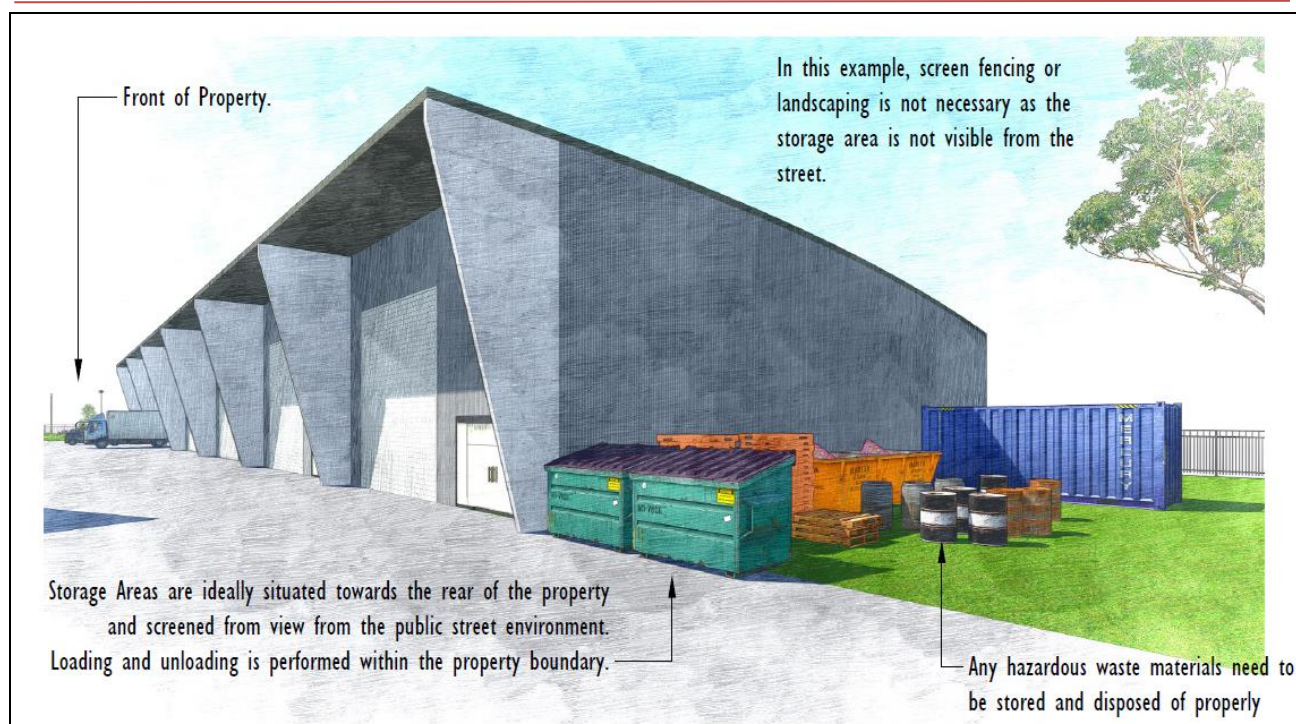 Front of Property.
In this example, screen fencing or
landscaping is not necessary as the
storage area is not visible from the
street.
MERCURY
Storage Areas are ideally situated towards the rear of the property
and screened from view from the public street environment.
Loading and unloading is performed within the property boundary.
Any hazardous waste materials need to
be stored and disposed of properly